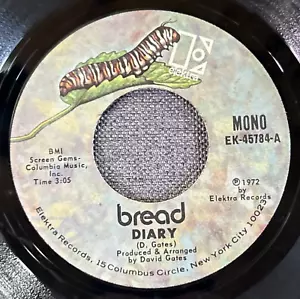 elektra
MONO
EK-45784-A
BMI
Screen Gems-
Columbia Music,
Inc.
Time 3:05
℗ 1972
by
Elektra Records
bread
DIARY
(D. Gates)
Produced & Arranged
by David Gates
Elektra Records, 15 Columbus Circle, New York City 10023